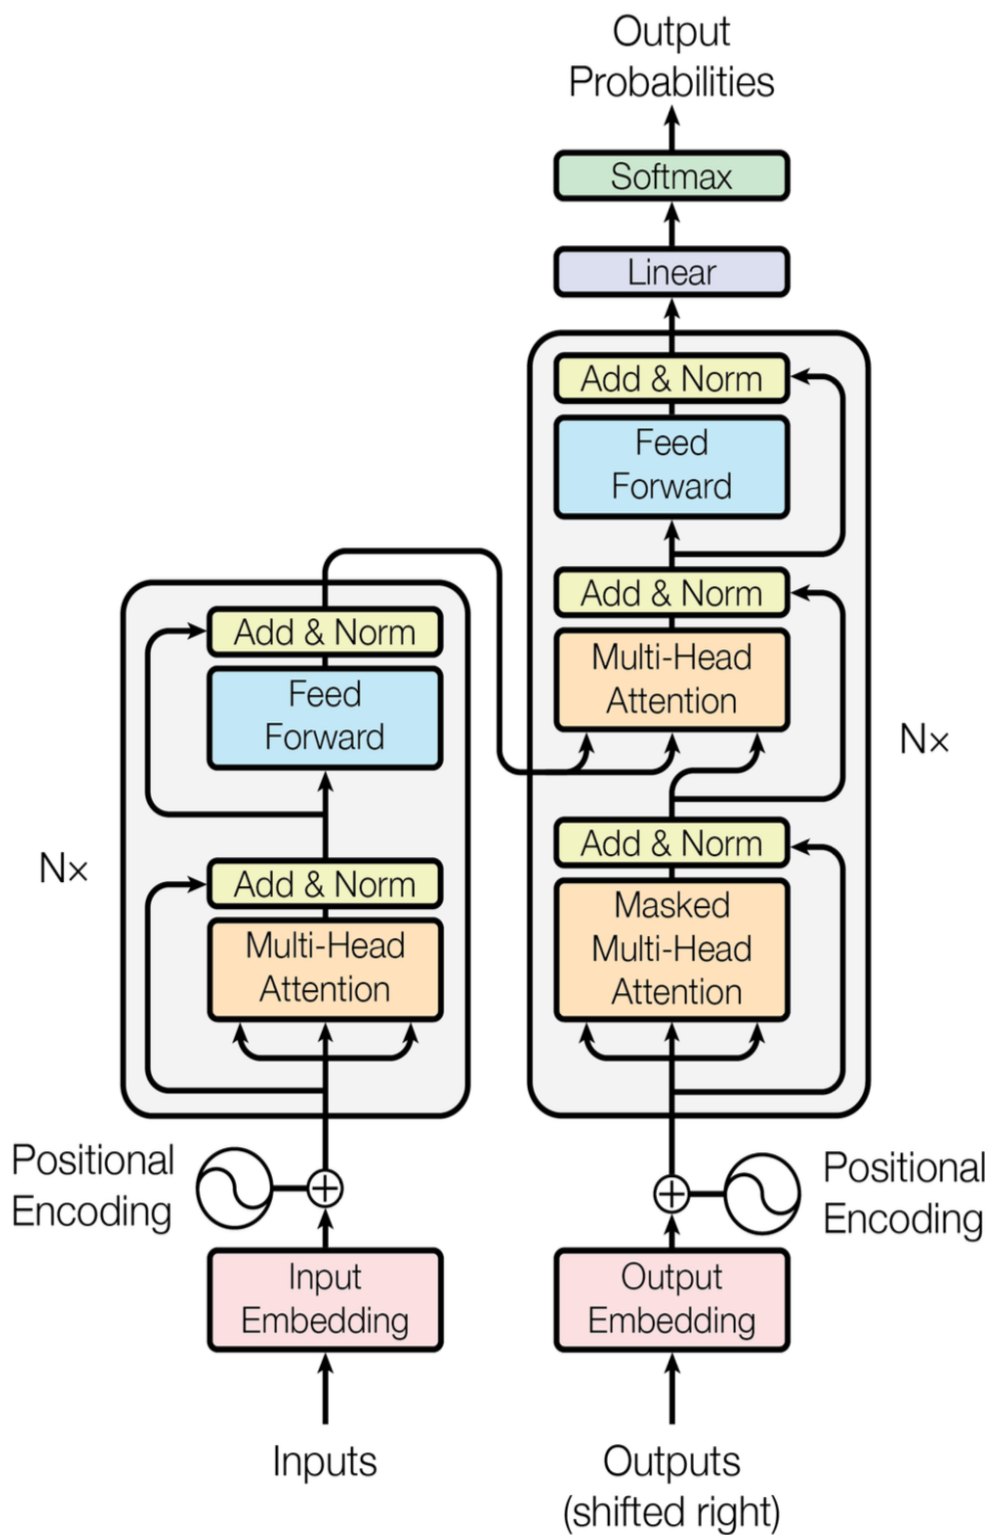 Output
Probabilities
Softmax
Linear
Add & Norm
Feed
Forward
Add & Norm
Multi-Head
Attention
Nx
Add & Norm
Masked
Multi-Head
Attention
Add & Norm
Feed
Forward
Nx
Add & Norm
Multi-Head
Attention
Positional
Encoding
Positional
Encoding
Input
Embedding
Output
Embedding
Inputs
Outputs
(shifted right)